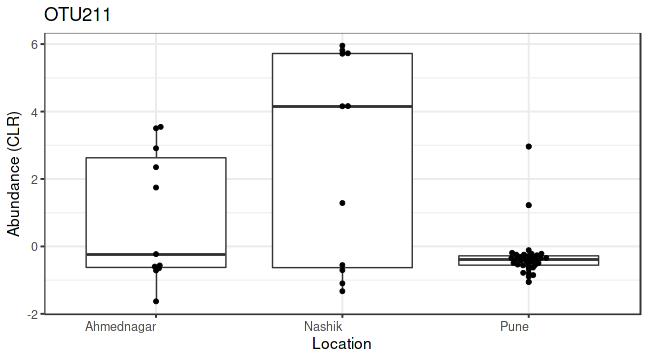 OTU211
6
4
2
0
-2
Abundance (CLR)
Ahmednagar Nashik Pune
Location